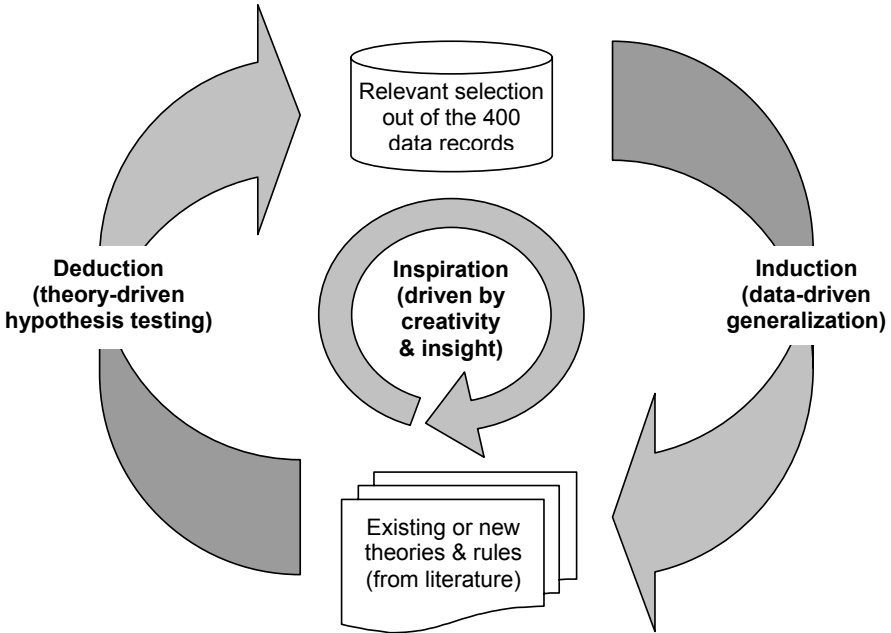 Relevant selection
out of the 400
data records
Deduction
(theory-driven
hypothesis testing)
Inspiration
(driven by
creativity
& insight)
Induction
(data-driven
generalization)
Existing or new
theories & rules
(from literature)